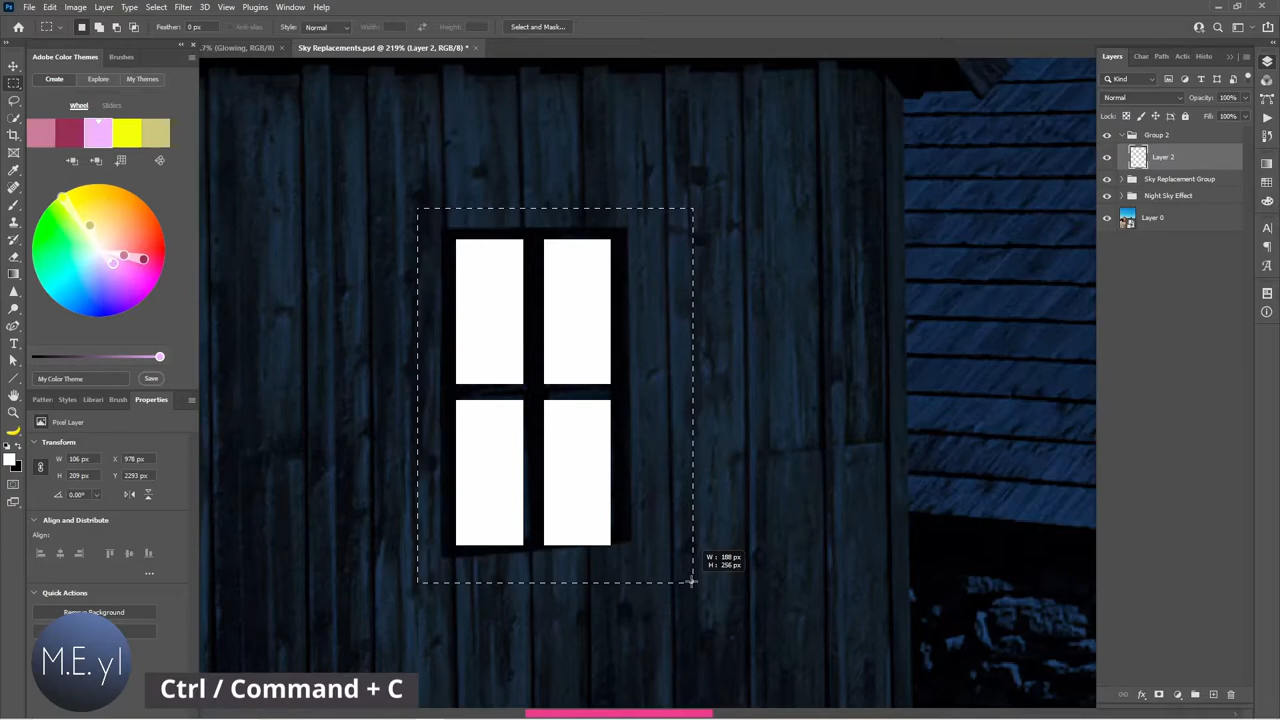 File Edit Image Layer Type Select Filter 3D View Plugins Window Help
Feather: 0 px Anti-alias Style: Normal Width: Height: Select and Mask...
.7% (Glowing, RGB/8) × Sky Replacements.psd @ 219% (Layer 2, RGB/8) * ×
Adobe Color Themes Brushes
Create Explore My Themes
Wheel Sliders
My Color Theme Save
Patter Styles Librari Brush Properties
Pixel Layer
Transform
W 106 px X 978 px
H 209 px Y 2293 px
0.00°
Align and Distribute
Align:
Quick Actions
Remove Background
M.E.yl
Ctrl / Command + C
W : 188 px
H : 256 px
Layers Char Path Actio Histo
Kind
Normal Opacity: 100%
Lock: Fill: 100%
Group 2
Layer 2
Sky Replacement Group
Night Sky Effect
Layer 0